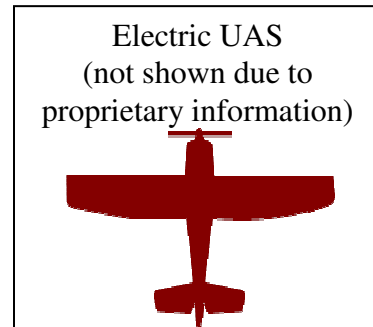 Electric UAS
(not shown due to
proprietary information)